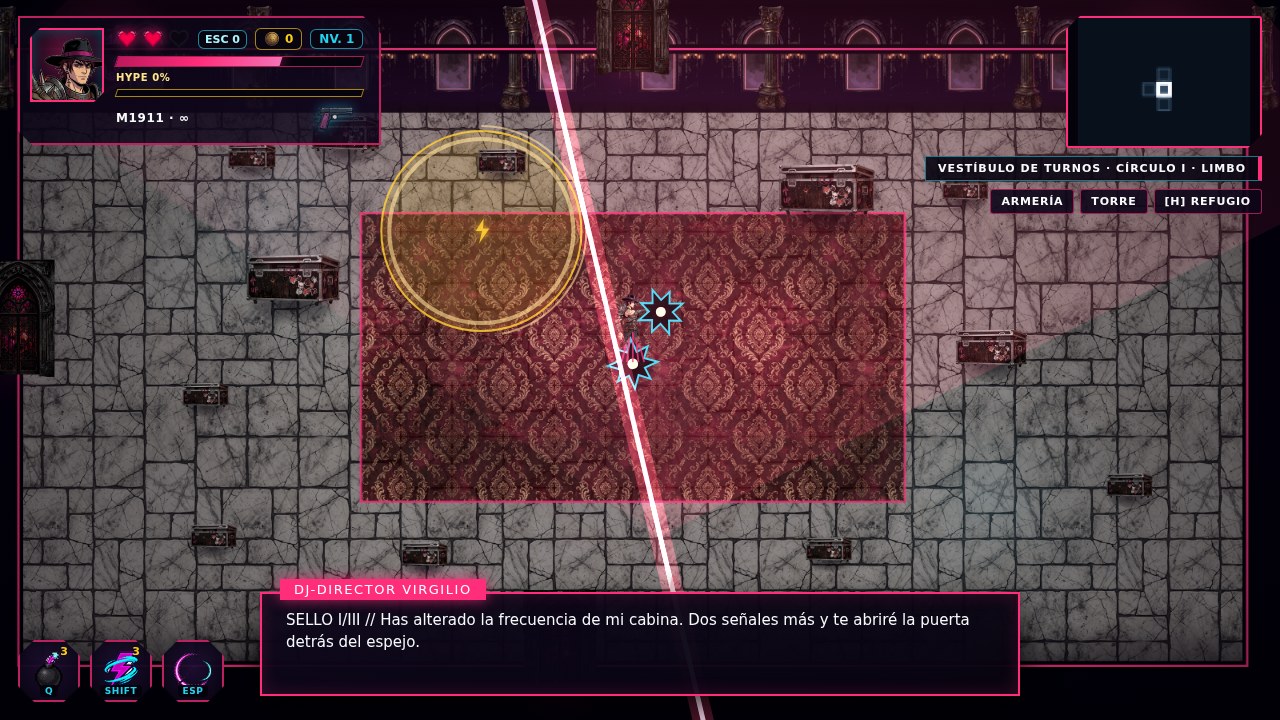 ESC 0
0
NV. 1
HYPE 0%
M1911 · ∞
VESTÍBULO DE TURNOS · CÍRCULO I · LIMBO
ARMERÍA
TORRE
[H] REFUGIO
DJ-DIRECTOR VIRGILIO
SELLO I/III // Has alterado la frecuencia de mi cabina. Dos señales más y te abriré la puerta
detrás del espejo.
3
Q
3
SHIFT
ESP